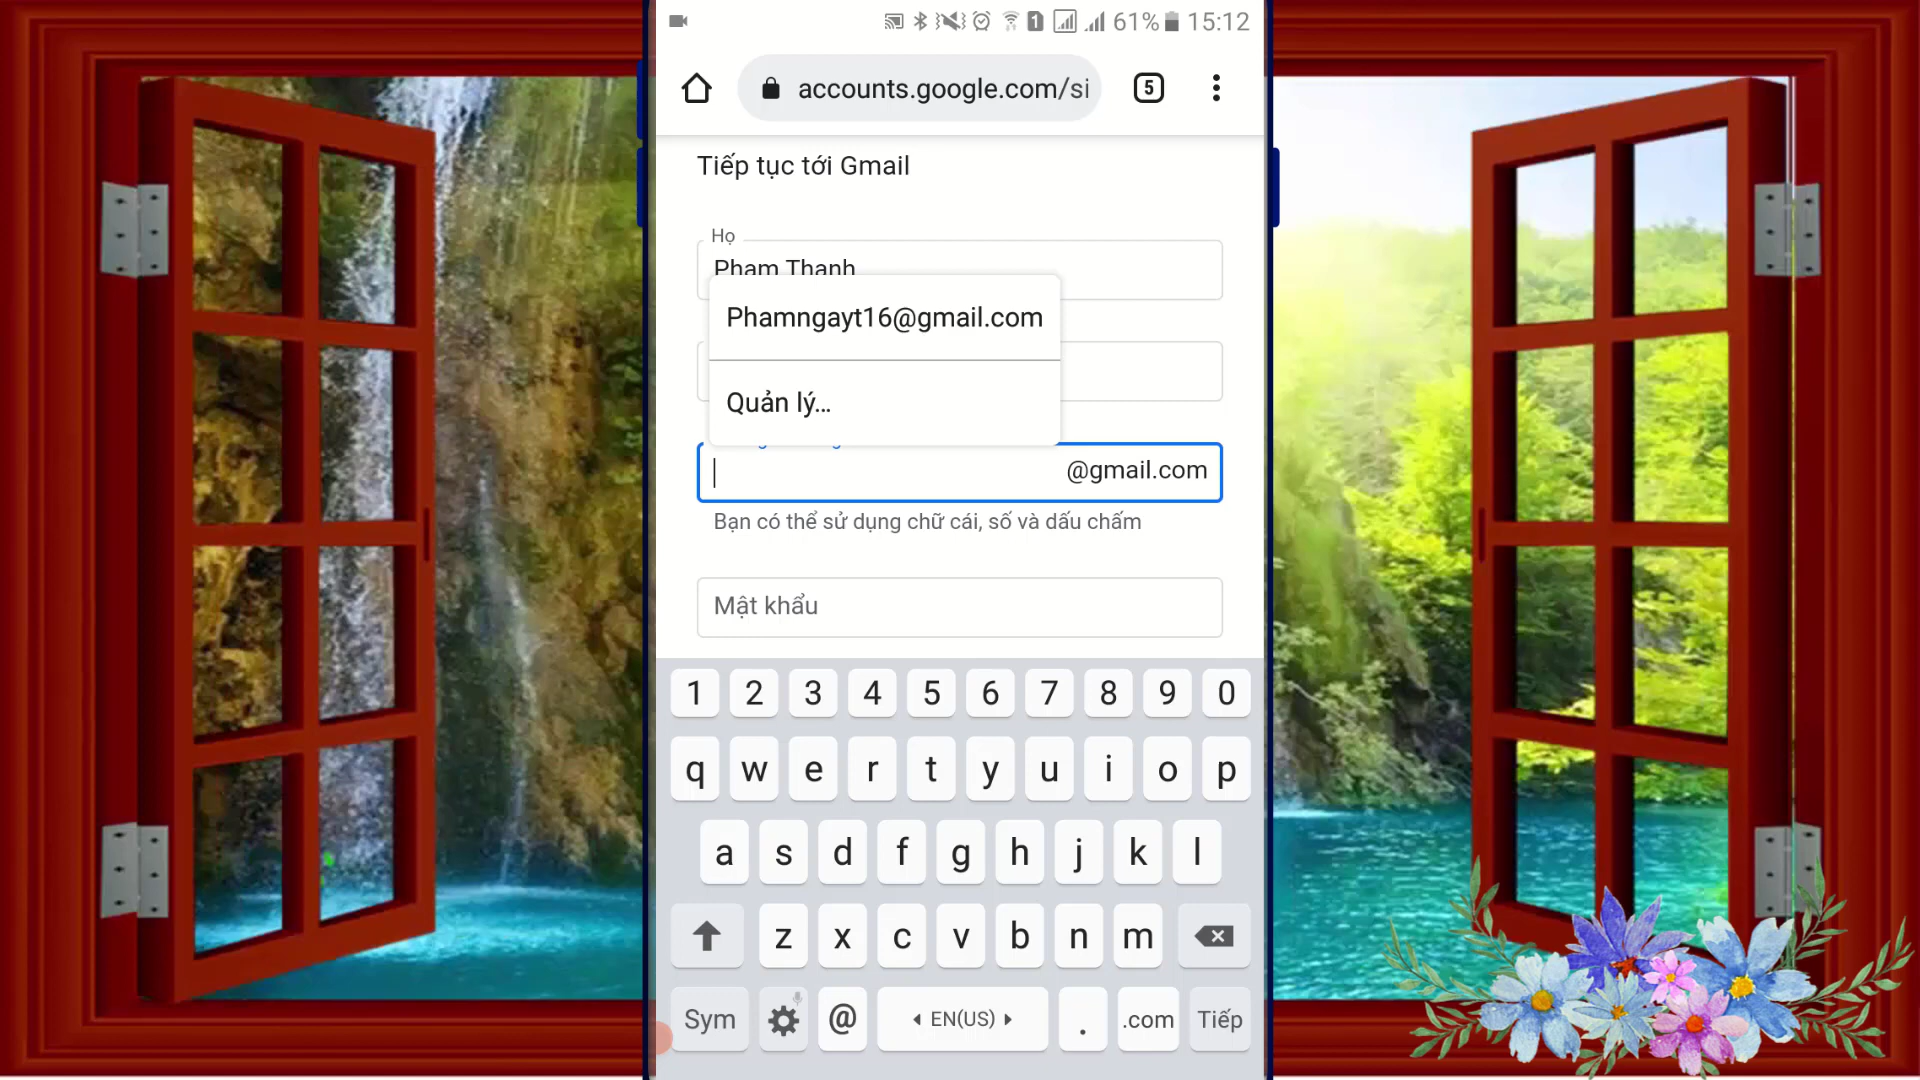 61% 15:12
accounts.google.com/si
5
Tiếp tục tới Gmail
Họ
Pham Thanh
Phamngayt16@gmail.com
Quản lý...
@gmail.com
Bạn có thể sử dụng chữ cái, số và dấu chấm
Mật khẩu
1 2 3 4 5 6 7 8 9 0
q w e r t y u i o p
a s d f g h j k l
z x c v b n m
Sym @ EN(US) . .com Tiếp